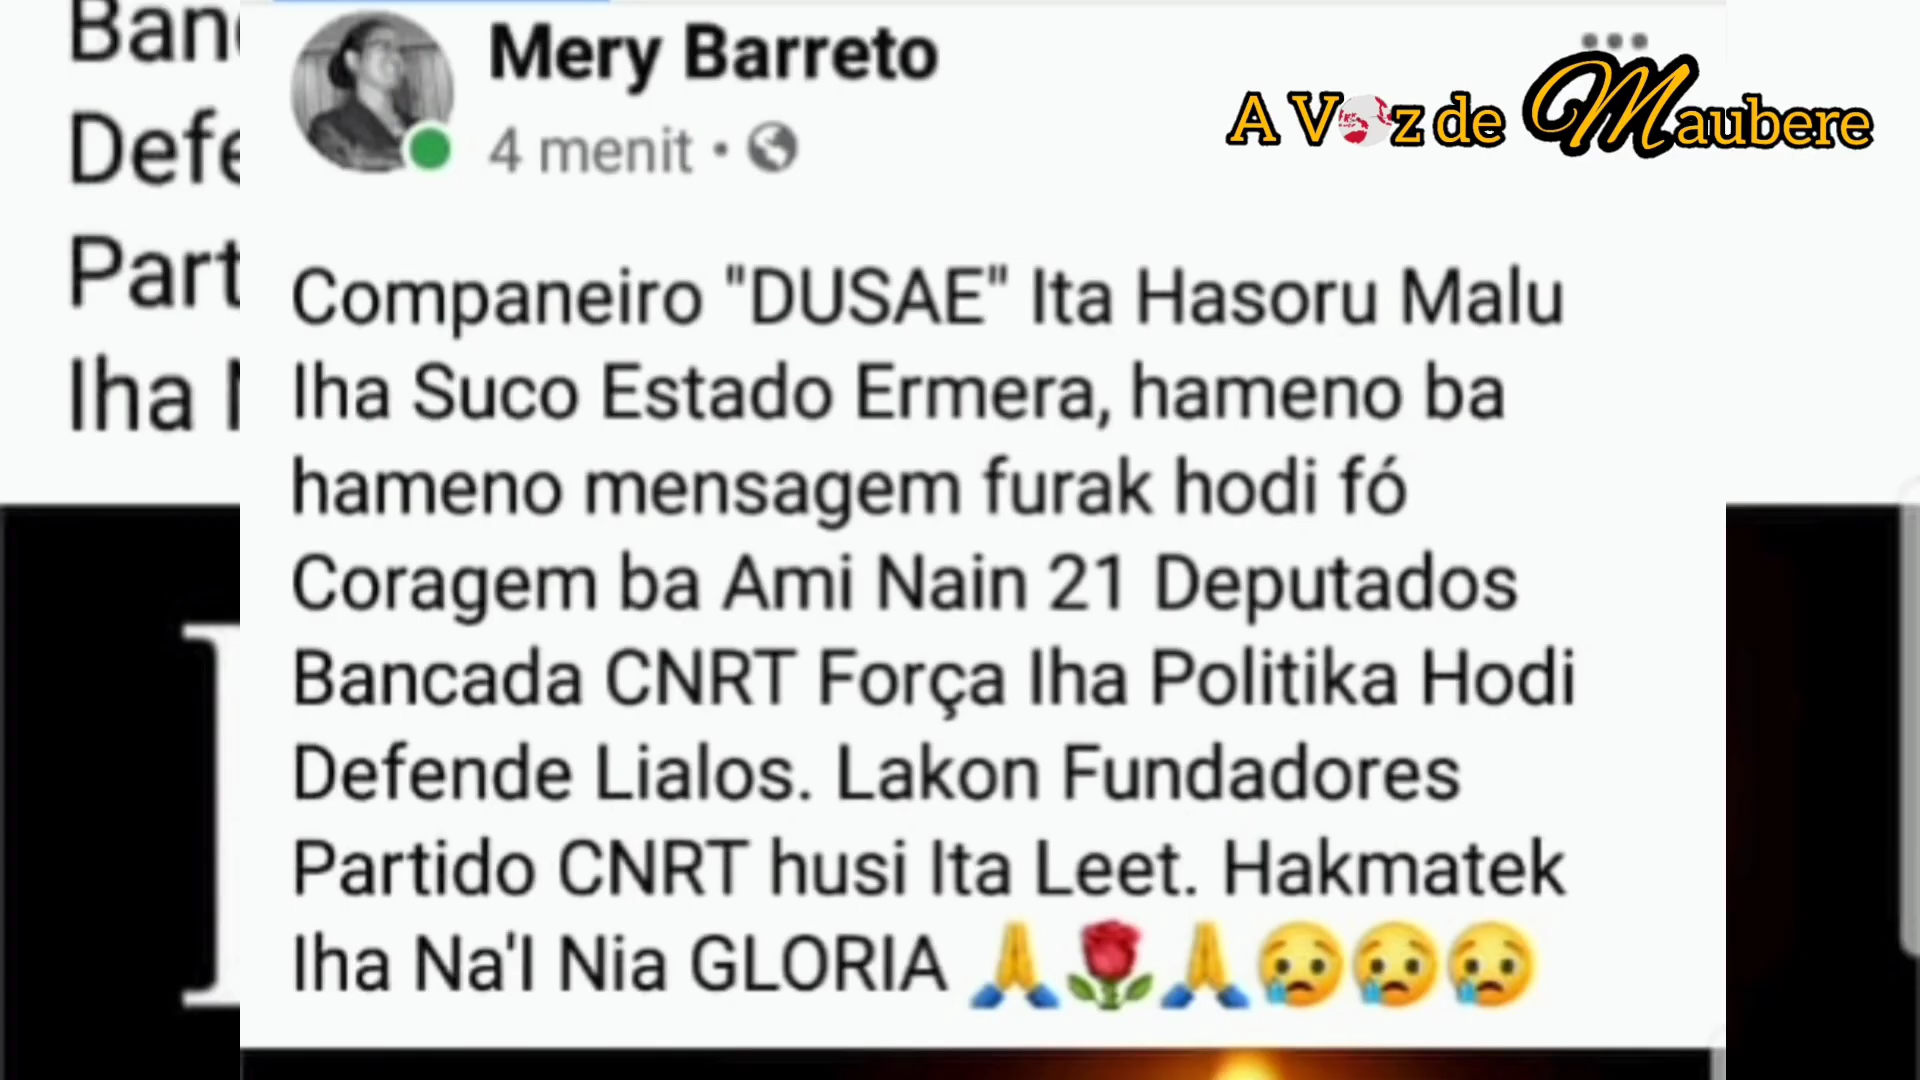 Mery Barreto
4 menit ·
A Voz de Maubere
Companeiro "DUSAE" Ita Hasoru Malu
Iha Suco Estado Ermera, hameno ba
hameno mensagem furak hodi fó
Coragem ba Ami Nain 21 Deputados
Bancada CNRT Força Iha Politika Hodi
Defende Lialos. Lakon Fundadores
Partido CNRT husi Ita Leet. Hakmatek
Iha Na'I Nia GLORIA 🙏🌹🙏😢😢😢